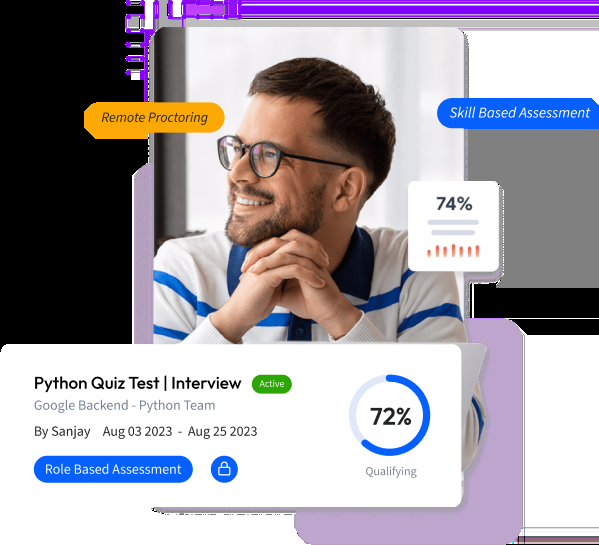 Remote Proctoring
Skill Based Assessment
74%
Python Quiz Test | Interview Active
Google Backend - Python Team
By Sanjay Aug 03 2023 - Aug 25 2023
Role Based Assessment
72%
Qualifying